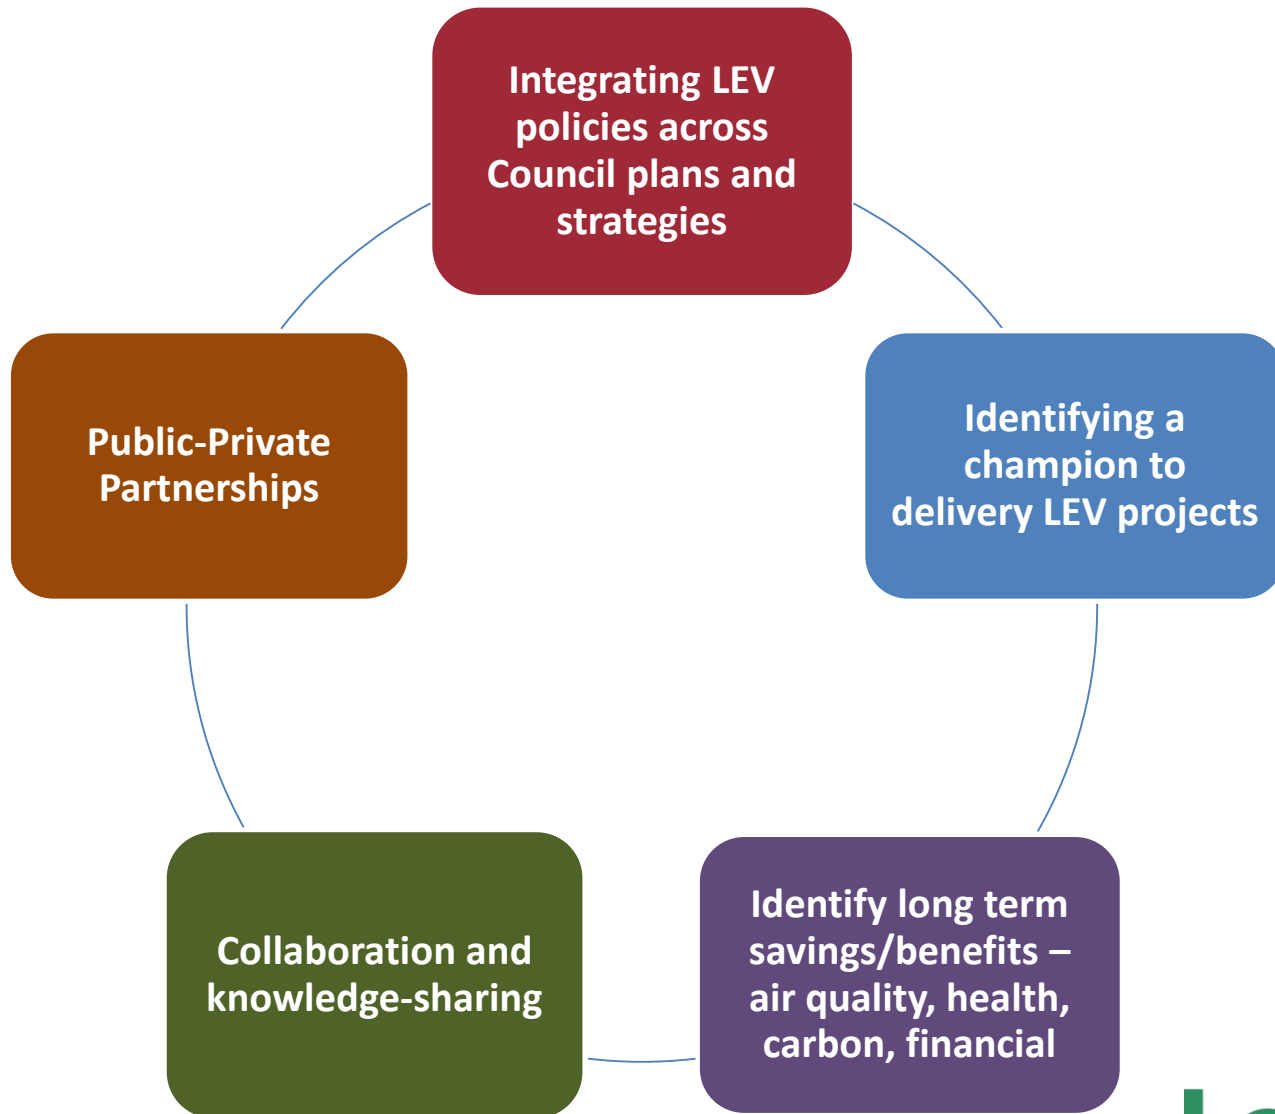 Integrating LEV
policies across
Council plans and
strategies
Public-Private
Partnerships
Identifying a
champion to
delivery LEV projects
Collaboration and
knowledge-sharing
Identify long term
savings/benefits –
air quality, health,
carbon, financial